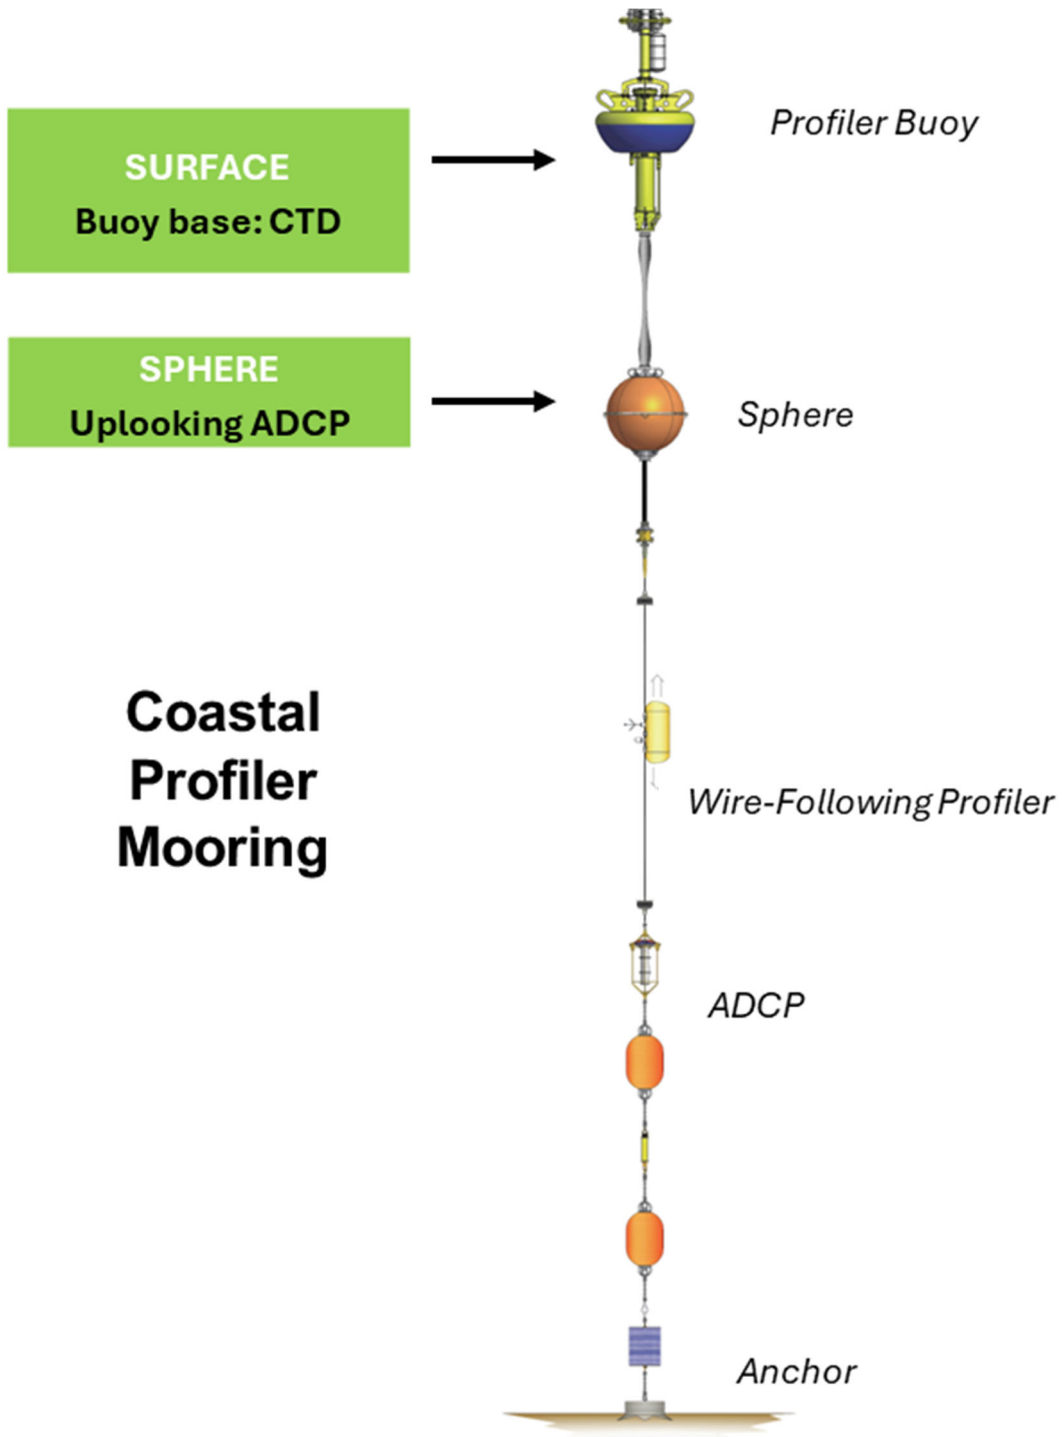 SURFACE
Buoy base: CTD
Profiler Buoy
SPHERE
Uplooking ADCP
Sphere
Coastal
Profiler
Mooring
Wire-Following Profiler
ADCP
Anchor